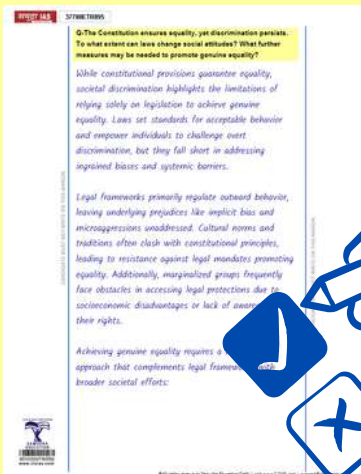 Q-The Constitution ensures equality, yet discrimination persists.
To what extent can laws change social attitudes? What further
measures may be needed to promote genuine equality?
While constitutional provisions guarantee equality,
societal discrimination highlights the limitations of
relying solely on legislation to achieve genuine
equality. Laws set standards for acceptable behavior
and empower individuals to challenge overt
discrimination, but they fall short in addressing
ingrained biases and systemic barriers.
Legal frameworks primarily regulate outward behavior,
leaving underlying prejudices like implicit bias and
microaggressions unaddressed. Cultural norms and
traditions often clash with constitutional principles,
leading to resistance against legal mandates promoting
equality. Additionally, marginalized groups frequently
face obstacles in accessing legal protections due to
socioeconomic disadvantages or lack of
their rights.
Achieving genuine equality requires a
approach that complements legal with
broader societal efforts: